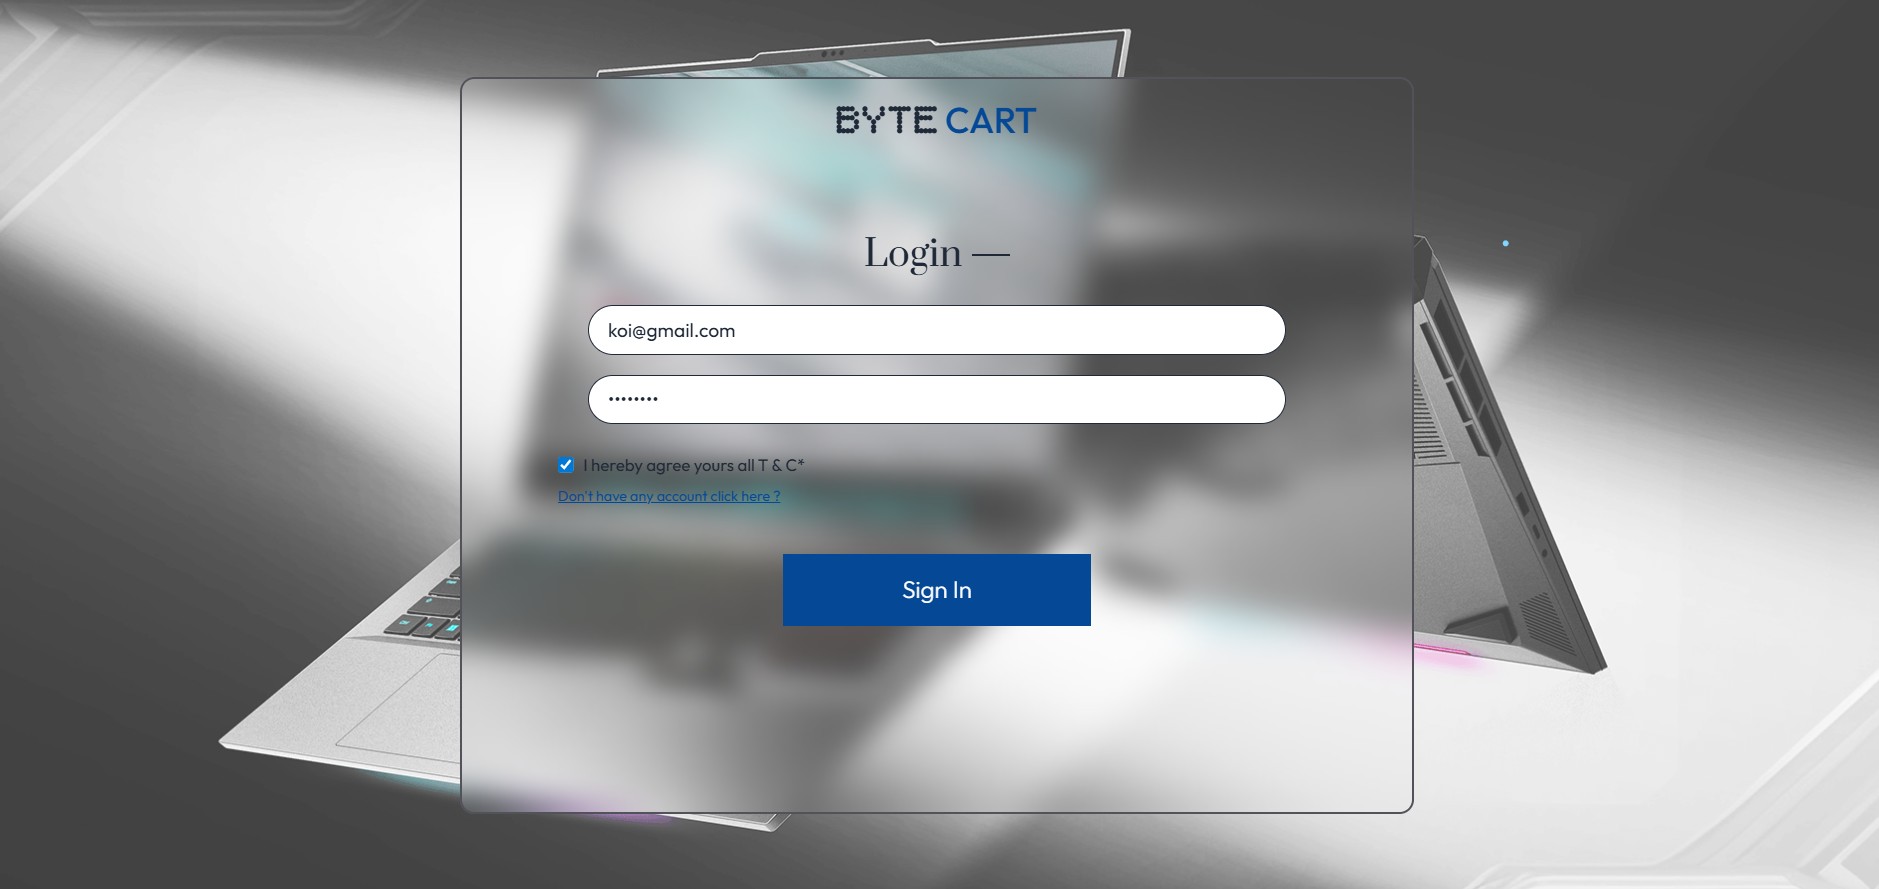 BYTE CART
Login —
koi@gmail.com
••••••••
I hereby agree yours all T & C*
Don't have any account click here ?
Sign In